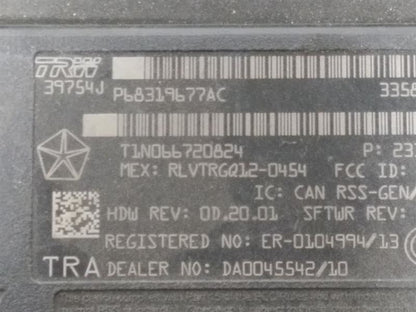 TRW
39754J P68319677AC 3358
T1N066720824 P: 237
MEX: RLVTRGQ12-0454 FCC ID:
IC: CAN RSS-GEN/
HDW REV: 0D.20.01 SFTWR REV:
REGISTERED NO: ER-0104994/13
TRA DEALER NO: DA0045542/10